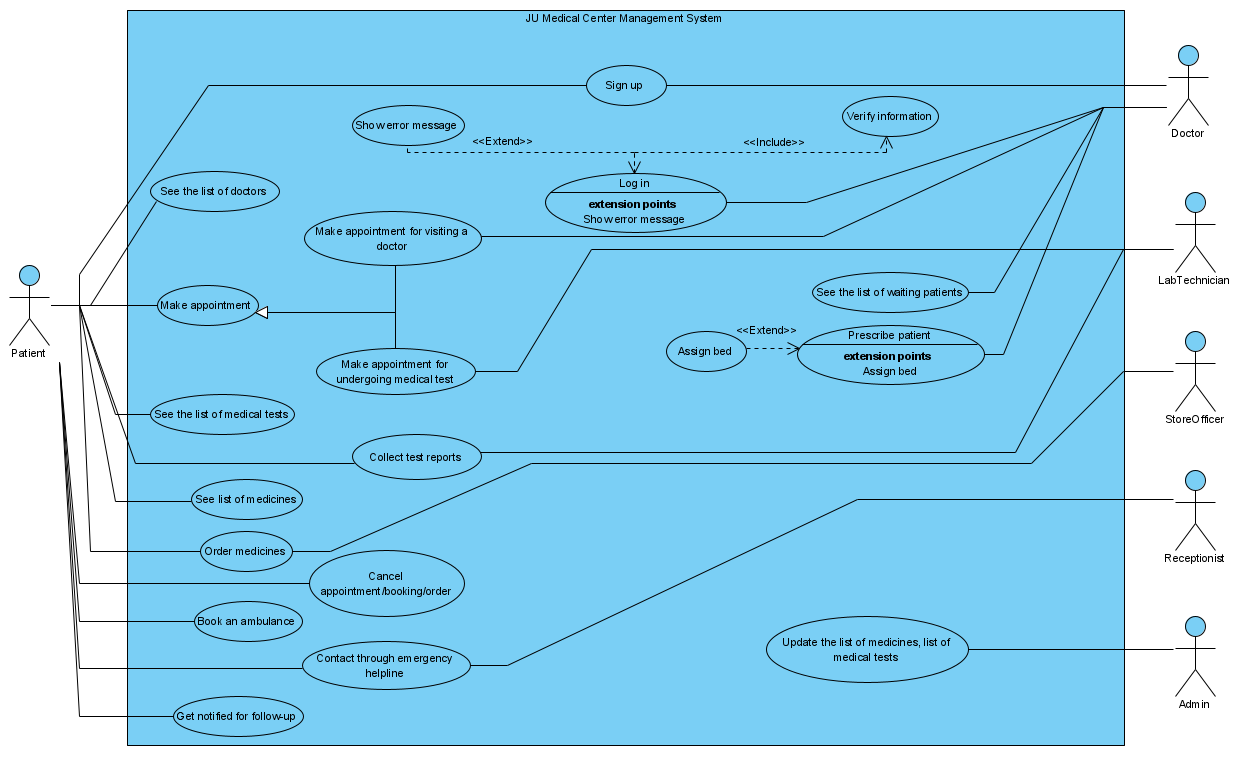 JU Medical Center Management System
Sign up
Show error message
Verify information
<<Extend>>
<<Include>>
Doctor
Log in
extension points
Show error message
See the list of doctors
Make appointment for visiting a
doctor
LabTechnician
See the list of waiting patients
Make appointment
Patient
<<Extend>>
Prescribe patient
extension points
Assign bed
Assign bed
Make appointment for
undergoing medical test
See the list of medical tests
StoreOfficer
Collect test reports
See list of medicines
Order medicines
Receptionist
Cancel
appointment/booking/order
Book an ambulance
Contact through emergency
helpline
Update the list of medicines, list of
medical tests
Admin
Get notified for follow-up